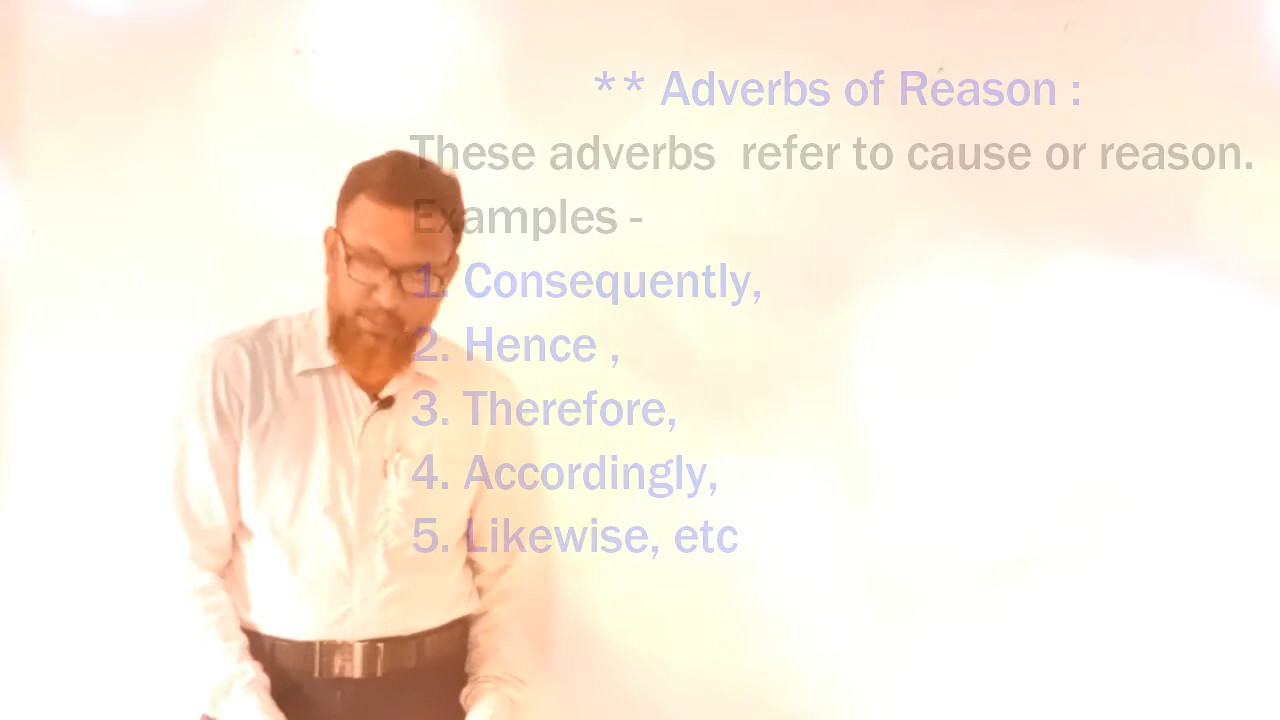 ** Adverbs of Reason :
These adverbs refer to cause or reason.
Examples -
1. Consequently,
2. Hence ,
3. Therefore,
4. Accordingly,
5. Likewise, etc